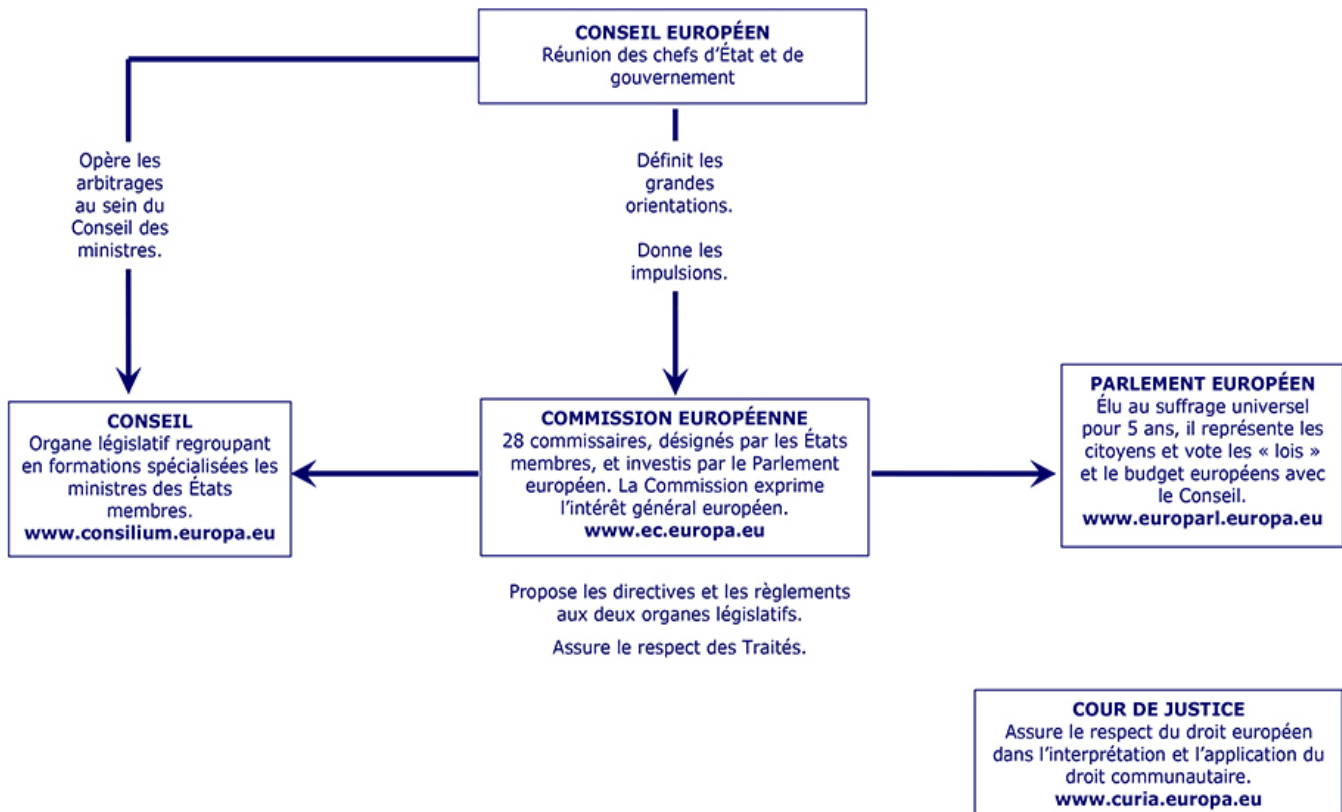 CONSEIL EUROPÉEN
Réunion des chefs d’État et de
gouvernement
Opère les
arbitrages
au sein du
Conseil des
ministres.
Définit les
grandes
orientations.
Donne les
impulsions.
CONSEIL
Organe législatif regroupant
en formations spécialisées les
ministres des États
membres.
www.consilium.europa.eu
COMMISSION EUROPÉENNE
28 commissaires, désignés par les États
membres, et investis par le Parlement
européen. La Commission exprime
l’intérêt général européen.
www.ec.europa.eu
PARLEMENT EUROPÉEN
Élu au suffrage universel
pour 5 ans, il représente les
citoyens et vote les « lois »
et le budget européens avec
le Conseil.
www.europarl.europa.eu
Propose les directives et les règlements
aux deux organes législatifs.
Assure le respect des Traités.
COUR DE JUSTICE
Assure le respect du droit européen
dans l’interprétation et l’application du
droit communautaire.
www.curia.europa.eu